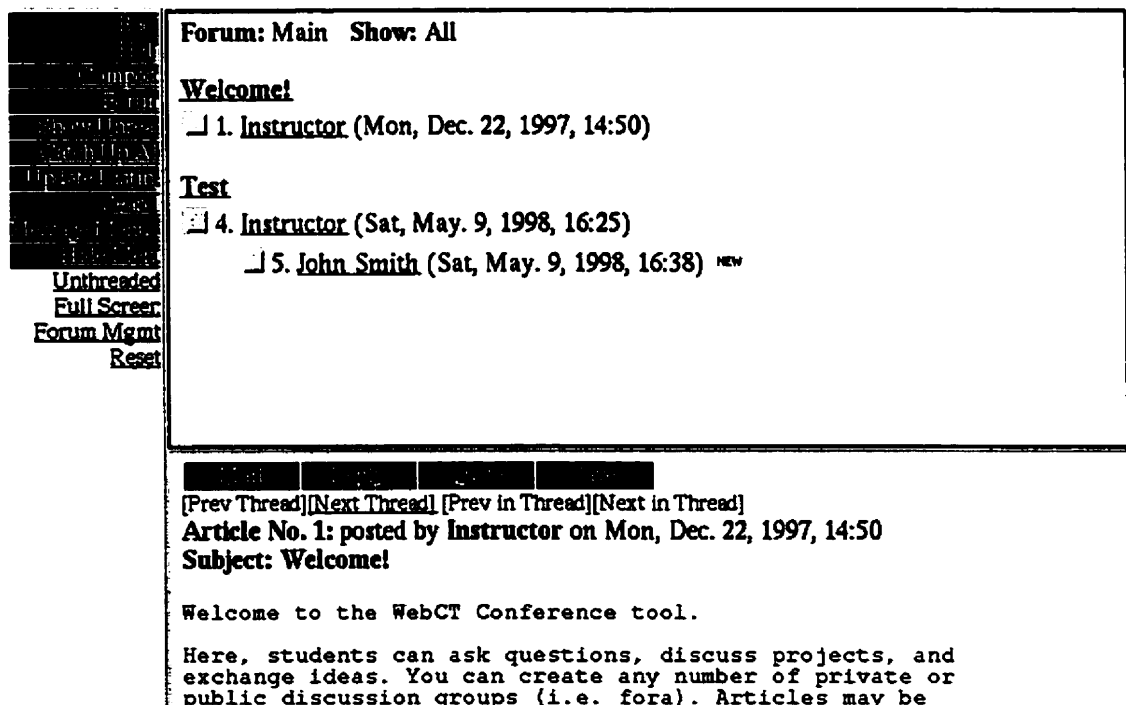 Forum: Main Show: All
Welcome!
1. Instructor (Mon, Dec. 22, 1997, 14:50)
Test
4. Instructor (Sat, May. 9, 1998, 16:25)
5. John Smith (Sat, May. 9, 1998, 16:38) NEW
Unthreaded
Full Screen
Forum Mgmt
Reset
[Prev Thread][Next Thread] [Prev in Thread][Next in Thread]
Article No. 1: posted by Instructor on Mon, Dec. 22, 1997, 14:50
Subject: Welcome!
Welcome to the WebCT Conference tool.
Here, students can ask questions, discuss projects, and
exchange ideas. You can create any number of private or
public discussion groups (i.e. fora). Articles may be